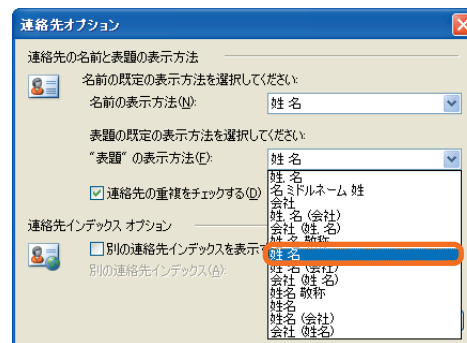 連絡先オプション
連絡先の名前と表題の表示方法
名前の既定の表示方法を選択してください:
名前の表示方法(N):
姓 名
表題の既定の表示方法を選択してください:
“表題” の表示方法(F):
姓 名
姓, 名
名 ミドルネーム 姓
会社
姓, 名 (会社)
会社 (姓, 名)
連絡先の重複をチェックする(D)
連絡先インデックス オプション
姓 名 敬称
別の連絡先インデックスを表示
姓 名
別の連絡先インデックス(A):
姓 名 (会社)
会社 (姓 名)
姓名 敬称
姓名
姓名 (会社)
会社 (姓名)